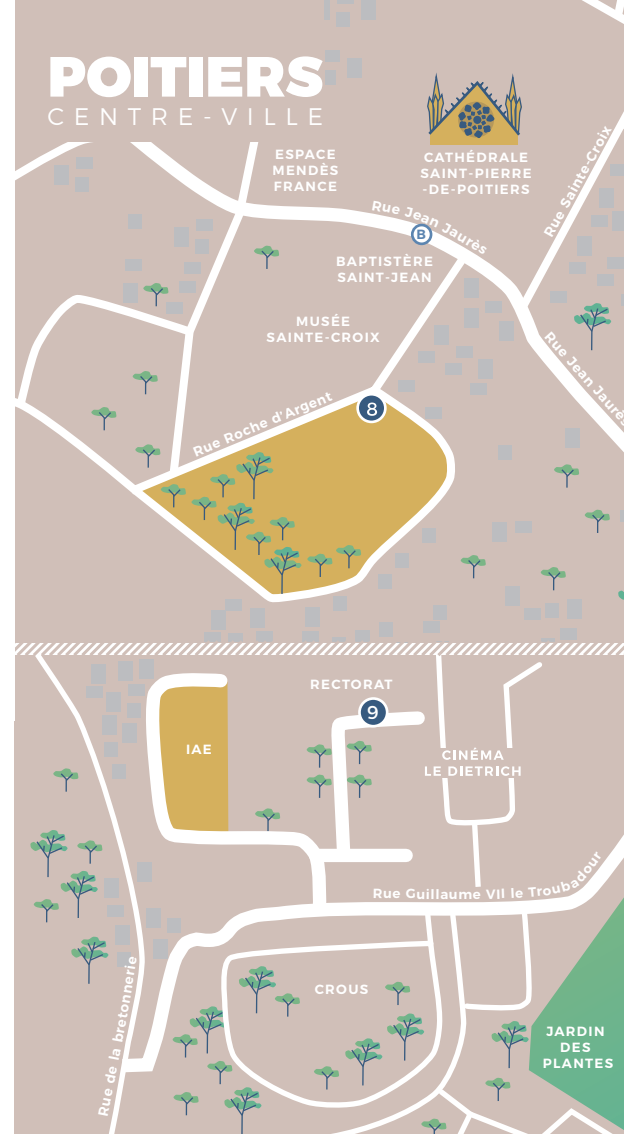 POITIERS
CENTRE-VILLE
ESPACE
MENDÈS
FRANCE
CATHÉDRALE
SAINT-PIERRE
-DE-POITIERS
Rue Sainte-Croix
Rue Jean Jaurès
B
BAPTISTÈRE
SAINT-JEAN
MUSÉE
SAINTE-CROIX
Rue Jean Jaurès
Rue Roche d'Argent
8
RECTORAT
9
IAE
CINÉMA
LE DIETRICH
Rue Guillaume VII le Troubadour
Rue de la bretonnerie
CROUS
JARDIN
DES
PLANTES